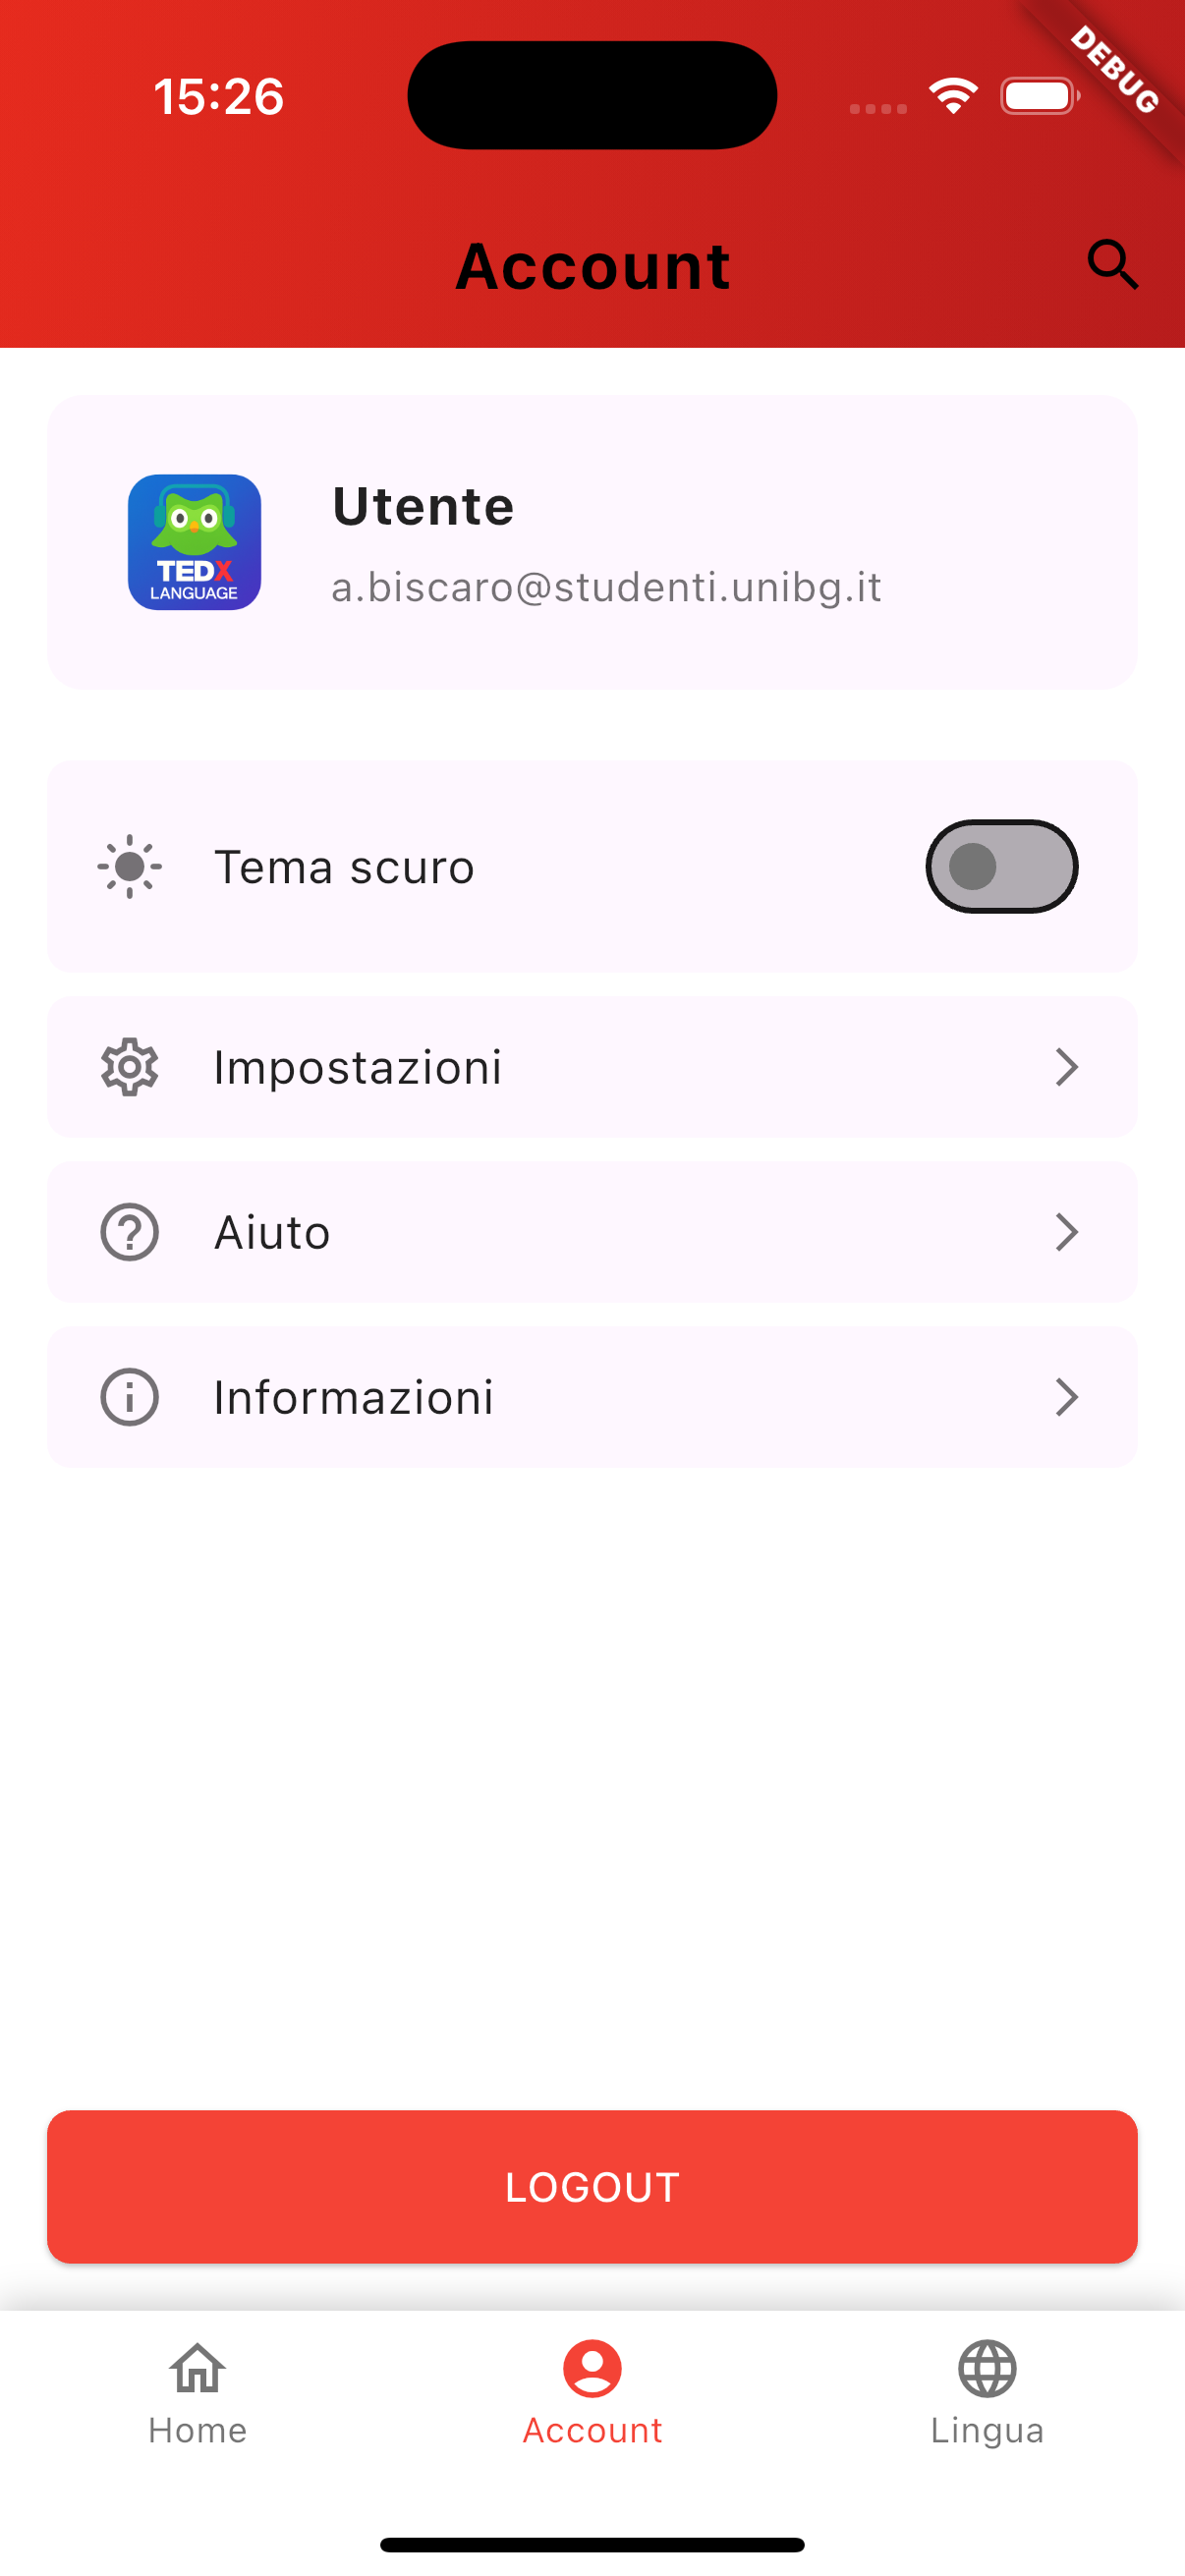 15:26
DEBUG
Account
TEDX
LANGUAGE
Utente
a.biscaro@studenti.unibg.it
Tema scuro
Impostazioni
Aiuto
Informazioni
LOGOUT
Home
Account
Lingua